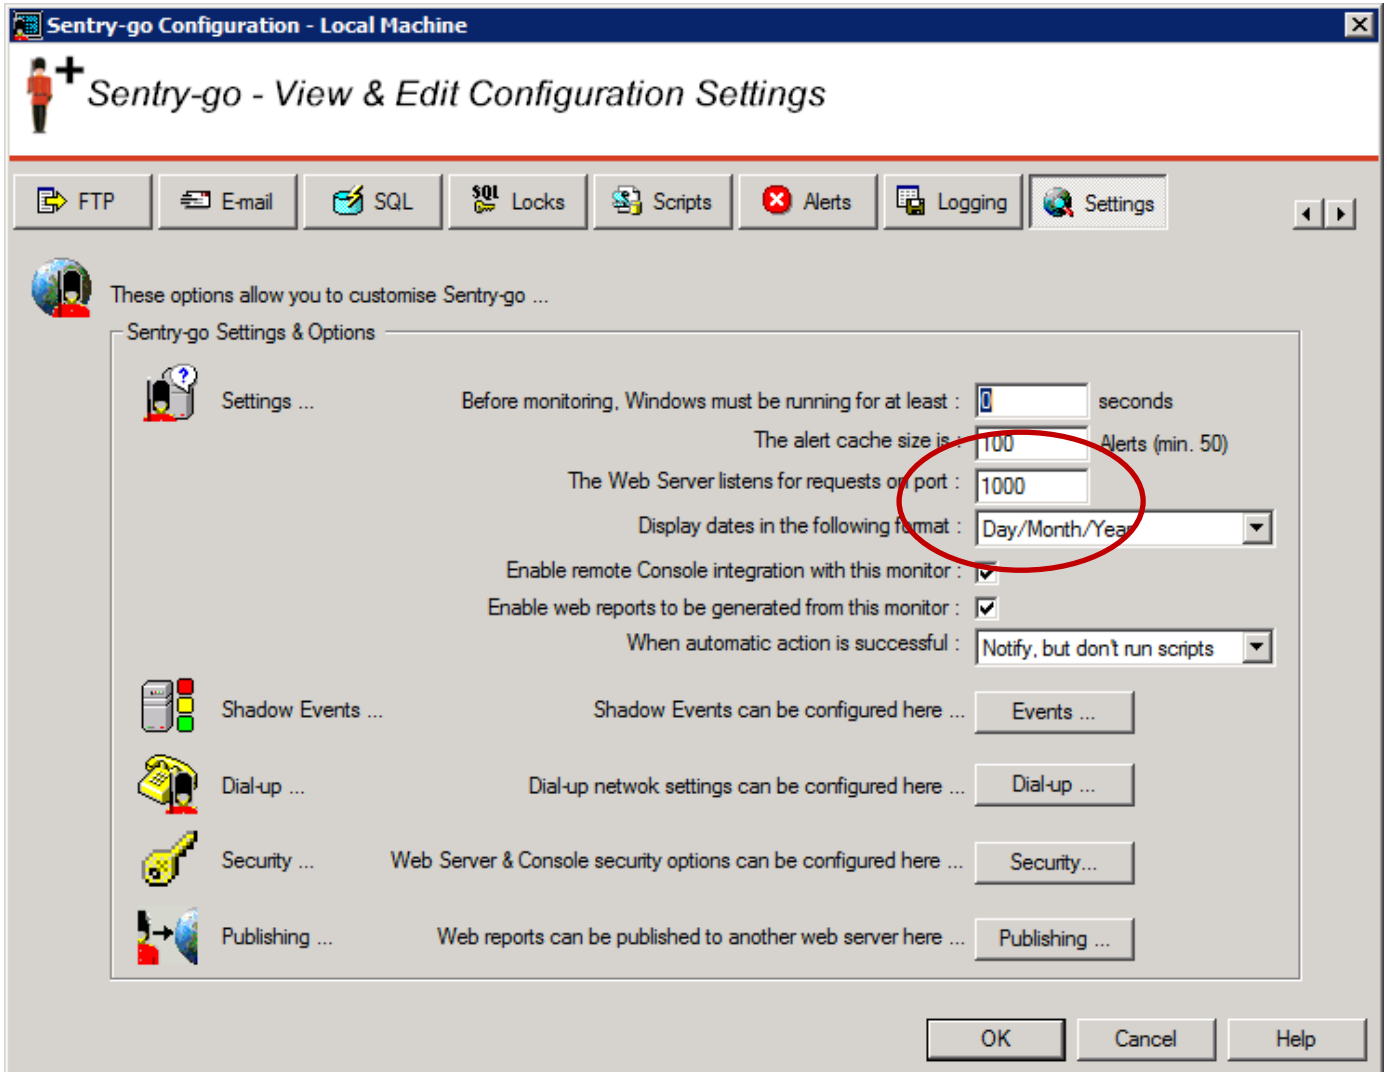 Sentry-go Configuration - Local Machine
Sentry-go - View & Edit Configuration Settings
FTP E-mail SQL SQL Locks Scripts Alerts Logging Settings
These options allow you to customise Sentry-go ...
Sentry-go Settings & Options
Settings ... Before monitoring, Windows must be running for at least : 0 seconds
The alert cache size is : 100 Alerts (min. 50)
The Web Server listens for requests on port : 1000
Display dates in the following format : Day/Month/Year
Enable remote Console integration with this monitor :
Enable web reports to be generated from this monitor :
When automatic action is successful : Notify, but don't run scripts
Shadow Events ... Shadow Events can be configured here ... Events ...
Dial-up ... Dial-up netwok settings can be configured here ... Dial-up ...
Security ... Web Server & Console security options can be configured here ... Security...
Publishing ... Web reports can be published to another web server here ... Publishing ...
OK Cancel Help